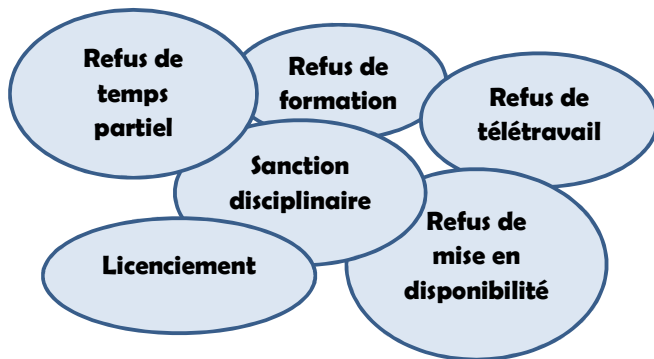 Refus de
temps
partiel
Refus de
formation
Refus de
télétravail
Sanction
disciplinaire
Licenciement
Refus de
mise en
disponibilité